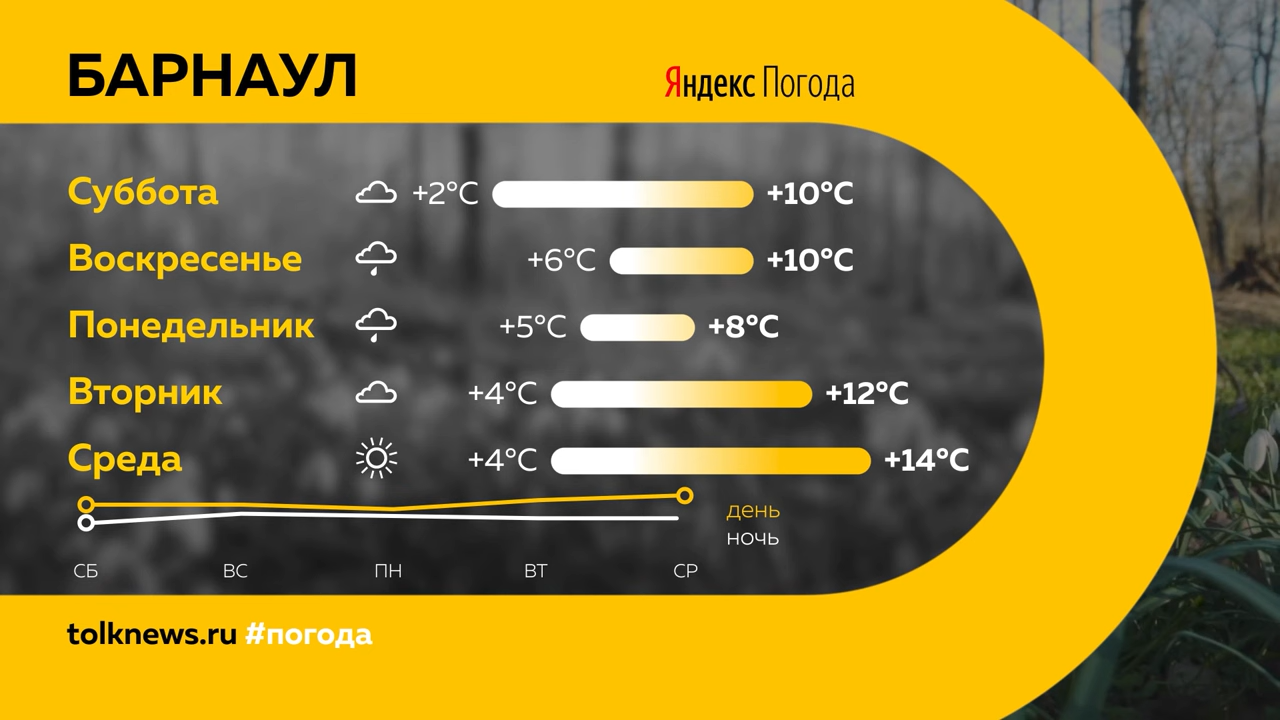 БАРНАУЛ
Яндекс Погода
Суббота +2°C +10°C
Воскресенье +6°C +10°C
Понедельник +5°C +8°C
Вторник +4°C +12°C
Среда +4°C +14°C
день
ночь
СБ ВС ПН ВТ СР
tolknews.ru #погода